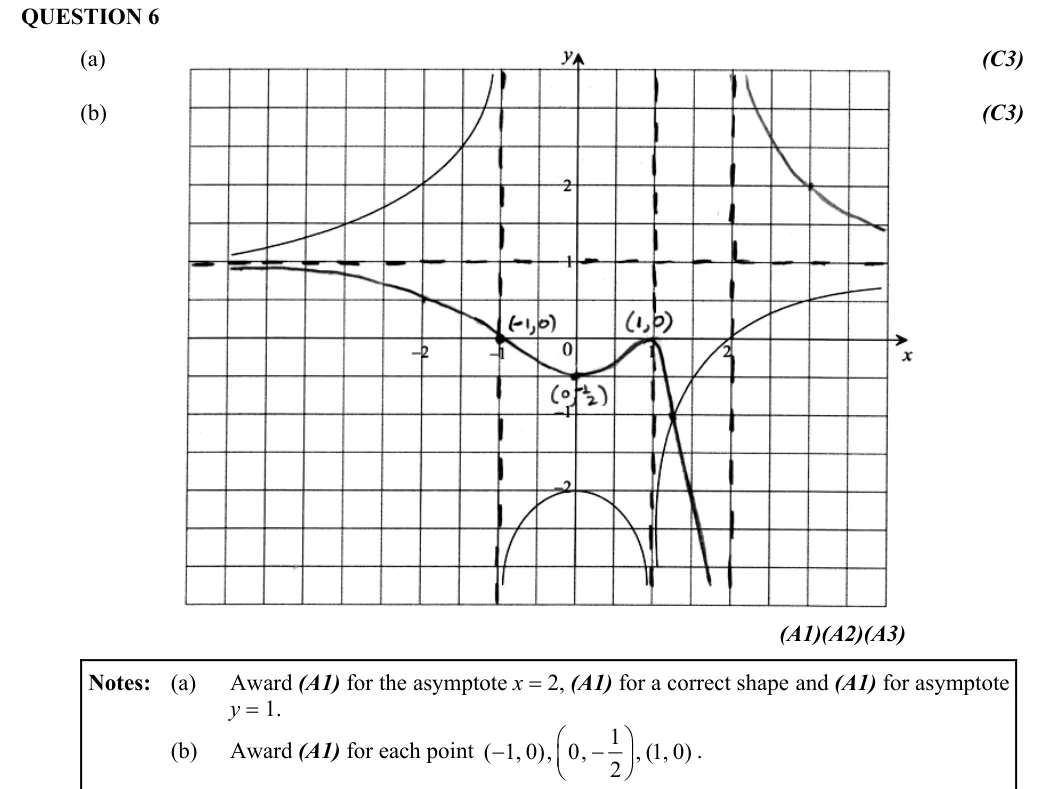 QUESTION 6
(a) (C3)
(b) (C3)
y
2
1
(-1,0) (1,0)
-2 -1 0 1 2 x
(0,-1/2)
-1
-2
(A1)(A2)(A3)
Notes: (a) Award (A1) for the asymptote x = 2, (A1) for a correct shape and (A1) for asymptote
y = 1.
(b) Award (A1) for each point (−1, 0), (0, −1/2), (1, 0) .